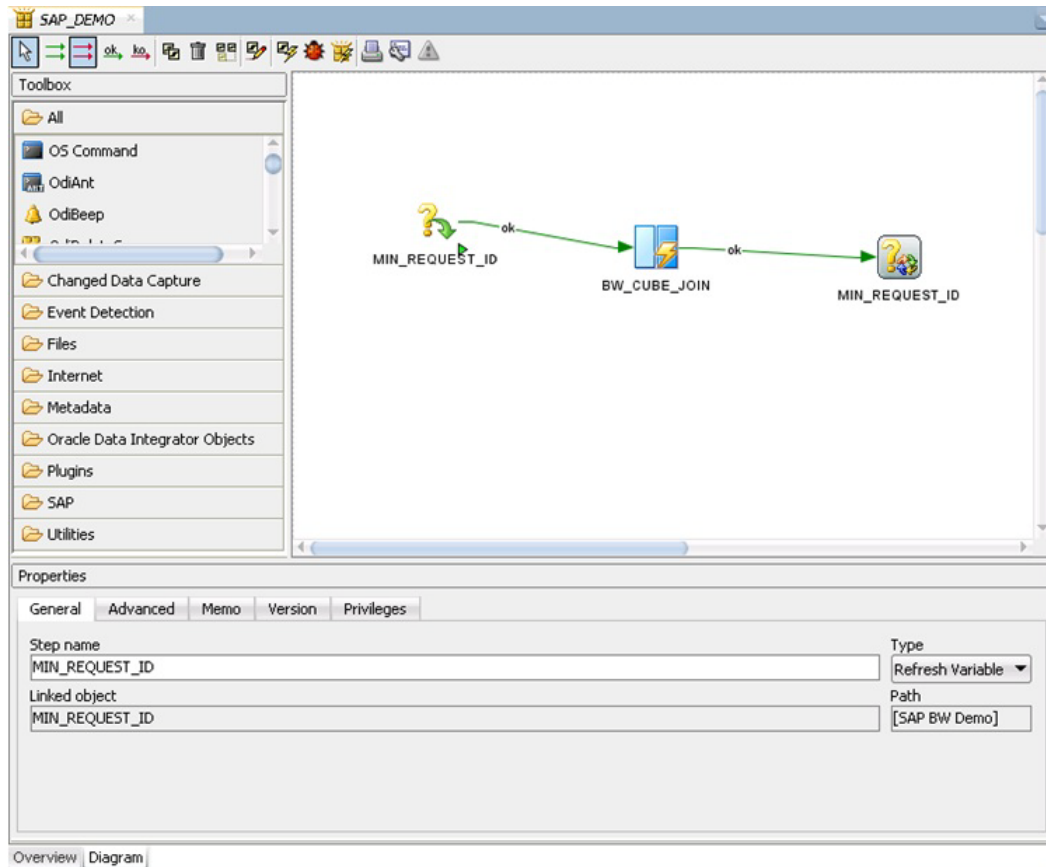 SAP_DEMO
ok
ko
Toolbox
All
OS Command
OdiAnt
OdiBeep
Changed Data Capture
Event Detection
Files
Internet
Metadata
Oracle Data Integrator Objects
Plugins
SAP
Utilities
ok
MIN_REQUEST_ID
ok
BW_CUBE_JOIN
MIN_REQUEST_ID
Properties
General Advanced Memo Version Privileges
Step name Type
MIN_REQUEST_ID Refresh Variable
Linked object Path
MIN_REQUEST_ID [SAP BW Demo]
Overview Diagram